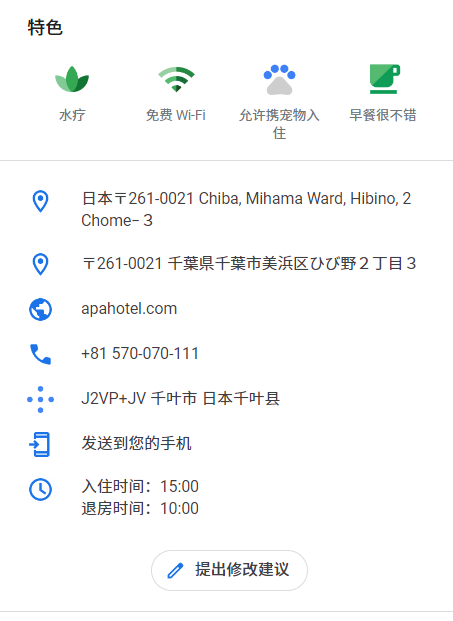 特色
水疗
免费 Wi-Fi
允许携宠物入
住
早餐很不错
日本〒261-0021 Chiba, Mihama Ward, Hibino, 2
Chome−３
〒261-0021 千葉県千葉市美浜区ひび野２丁目３
apahotel.com
+81 570-070-111
J2VP+JV 千叶市 日本千叶县
发送到您的手机
入住时间：15:00
退房时间：10:00
提出修改建议